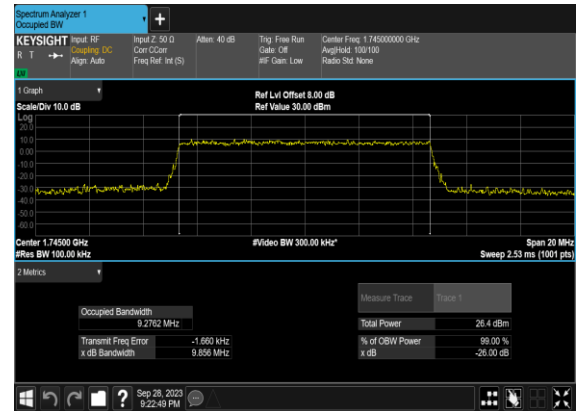 Spectrum Analyzer 1
Occupied BW
+
KEYSIGHT Input: RF Input Z: 50 Ω Atten: 40 dB Trig: Free Run Center Freq: 1.745000000 GHz
R T Coupling: DC Corr CCorr Gate: Off Avg|Hold: 100/100
Align: Auto Freq Ref: Int (S) #IF Gain: Low Radio Std: None
1 Graph Ref Lvl Offset 8.00 dB
Scale/Div 10.0 dB Ref Value 30.00 dBm
Log
20.0
10.0
0.00
-10.0
-20.0
-30.0
-40.0
-50.0
-60.0
Center 1.74500 GHz #Video BW 300.00 kHz* Span 20 MHz
#Res BW 100.00 kHz Sweep 2.53 ms (1001 pts)
2 Metrics
Measure Trace Trace 1
Occupied Bandwidth
9.2762 MHz Total Power 26.4 dBm
Transmit Freq Error -1.660 kHz % of OBW Power 99.00 %
x dB Bandwidth 9.856 MHz x dB -26.00 dB
? Sep 28, 2023
9:22:49 PM